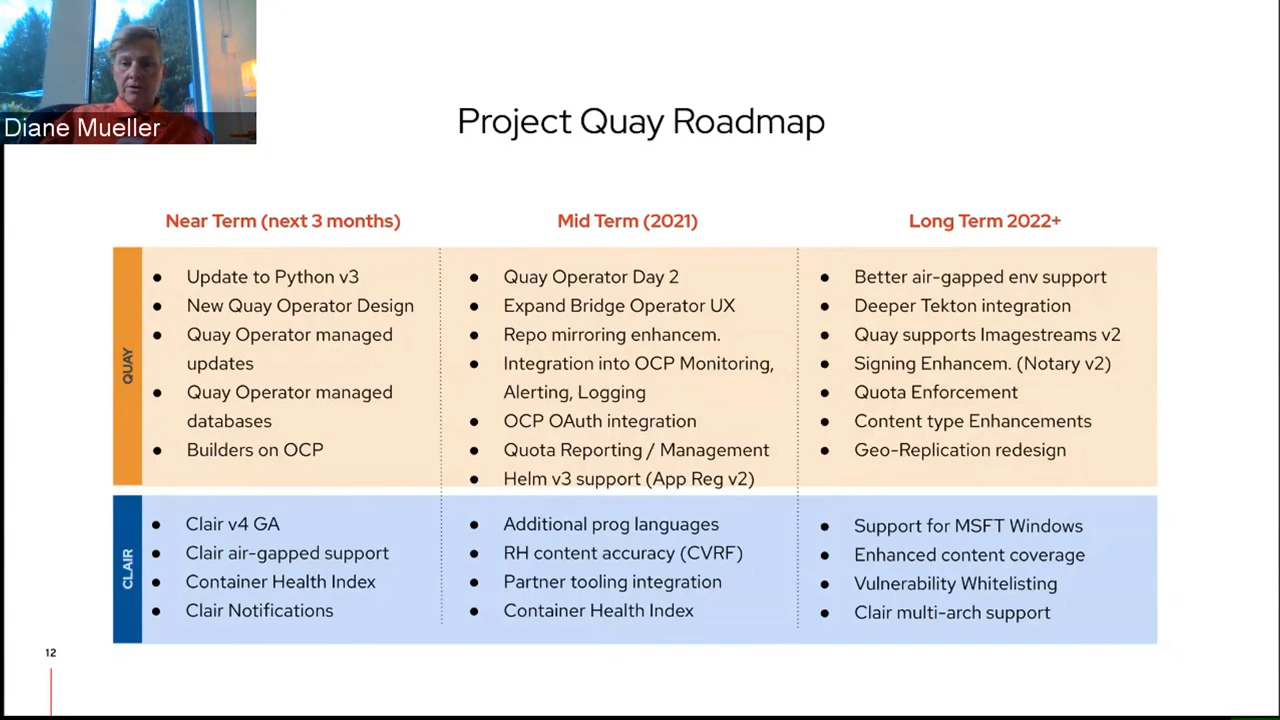 Diane Mueller
Project Quay Roadmap
Near Term (next 3 months)
Mid Term (2021)
Long Term 2022+
QUAY
Update to Python v3
New Quay Operator Design
Quay Operator managed
updates
Quay Operator managed
databases
Builders on OCP
Quay Operator Day 2
Expand Bridge Operator UX
Repo mirroring enhancem.
Integration into OCP Monitoring,
Alerting, Logging
OCP OAuth integration
Quota Reporting / Management
Helm v3 support (App Reg v2)
Better air-gapped env support
Deeper Tekton integration
Quay supports Imagestreams v2
Signing Enhancem. (Notary v2)
Quota Enforcement
Content type Enhancements
Geo-Replication redesign
CLAIR
Clair v4 GA
Clair air-gapped support
Container Health Index
Clair Notifications
Additional prog languages
RH content accuracy (CVRF)
Partner tooling integration
Container Health Index
Support for MSFT Windows
Enhanced content coverage
Vulnerability Whitelisting
Clair multi-arch support
12